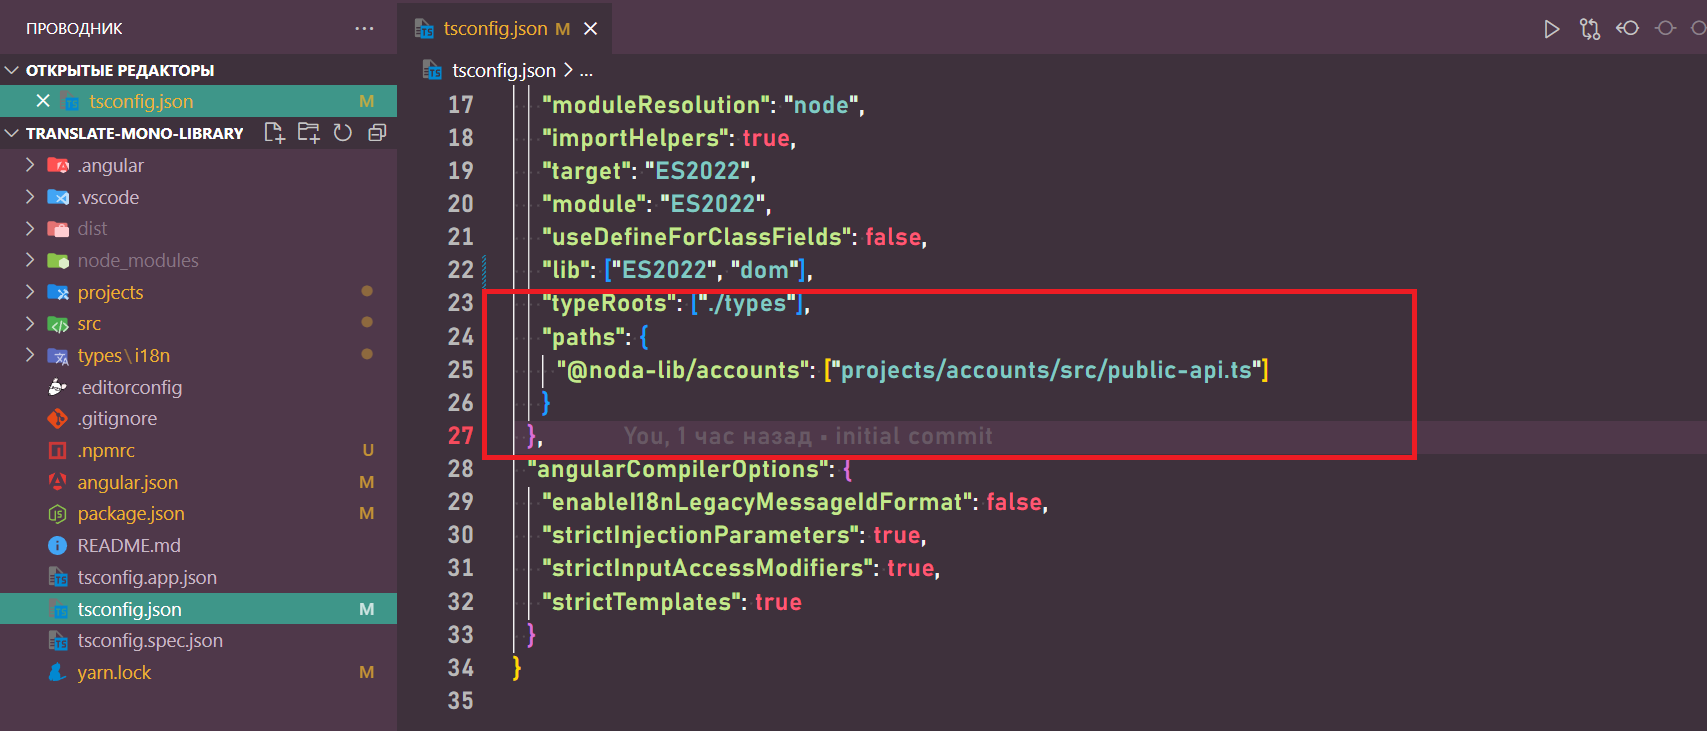 ПРОВОДНИК ...
ОТКРЫТЫЕ РЕДАКТОРЫ
tsconfig.json M
TRANSLATE-MONO-LIBRARY
.angular
.vscode
dist
node_modules
projects
src
types\i18n
.editorconfig
.gitignore
.npmrc U
angular.json M
package.json M
README.md
tsconfig.app.json
tsconfig.json M
tsconfig.spec.json
yarn.lock M
tsconfig.json M
tsconfig.json > ...
17 "moduleResolution": "node",
18 "importHelpers": true,
19 "target": "ES2022",
20 "module": "ES2022",
21 "useDefineForClassFields": false,
22 "lib": ["ES2022", "dom"],
23 "typeRoots": ["./types"],
24 "paths": {
25 "@noda-lib/accounts": ["projects/accounts/src/public-api.ts"]
26 }
27 }, You, 1 час назад • initial commit
28 "angularCompilerOptions": {
29 "enableI18nLegacyMessageIdFormat": false,
30 "strictInjectionParameters": true,
31 "strictInputAccessModifiers": true,
32 "strictTemplates": true
33 }
34 }
35